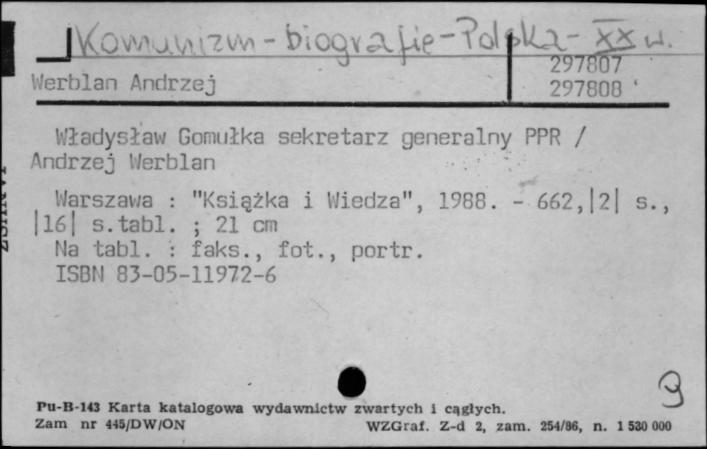 Komunizm - biografie - Polska - XX w.
297807
Werblan Andrzej
297808
Władysław Gomułka sekretarz generalny PPR /
Andrzej Werblan
Warszawa : "Książka i Wiedza", 1988. - 662,|2| s.,
|16| s.tabl. ; 21 cm
Na tabl. : faks., fot., portr.
ISBN 83-05-11972-6
Pu-B-143 Karta katalogowa wydawnictw zwartych i ciągłych.
Zam nr 445/DW/ON WZGraf. Z-d 2, zam. 254/86, n. 1 530 000